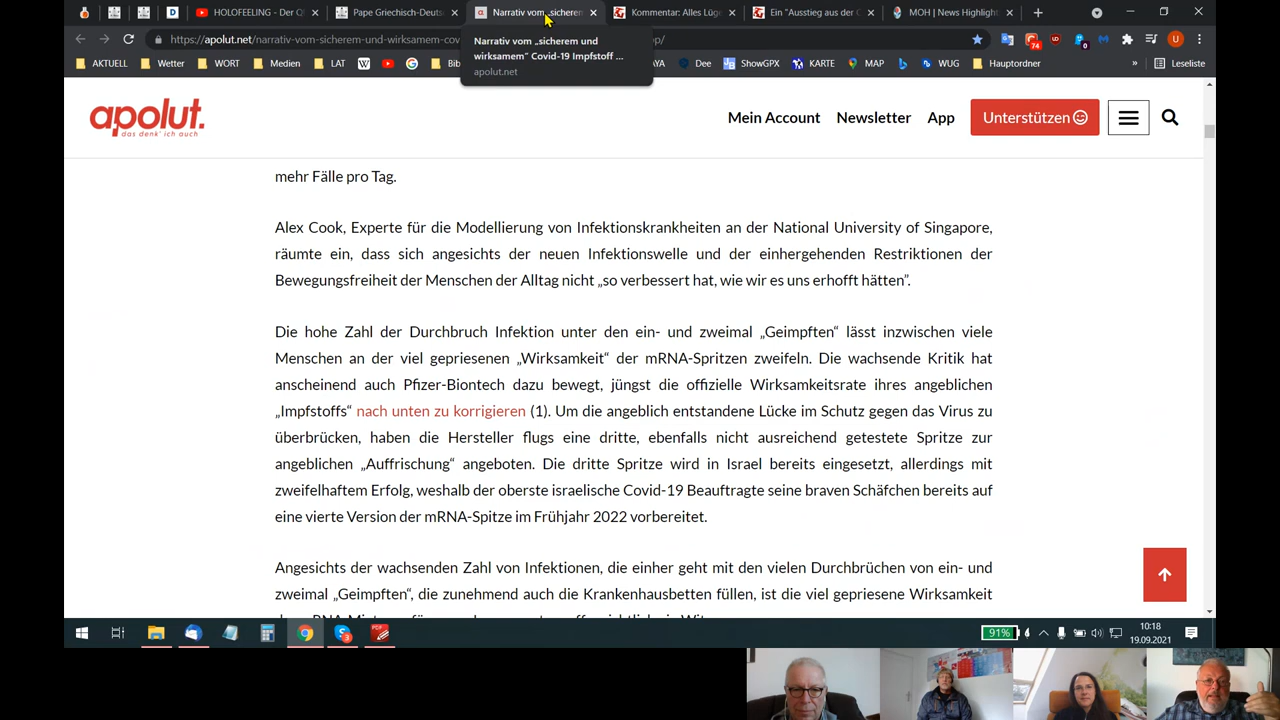 HOLOFEELING - Der Q
Pape Griechisch-Deuts
Narrativ vom „sicheren
Kommentar: Alles Lüge
Ein "Ausstieg aus der C
MOH | News Highlight
https://apolut.net/narrativ-vom-sicherem-und-wirksamem-cov
p/
Narrativ vom „sicherem und
wirksamem“ Covid-19 Impfstoff ...
apolut.net
74
0
U
AKTUELL
Wetter
WORT
Medien
LAT
Bib
AYA
Dee
ShowGPX
KARTE
MAP
WUG
Hauptordner
»
Leseliste
apolut.
das denk' ich auch
Mein Account
Newsletter
App
Unterstützen
mehr Fälle pro Tag.
Alex Cook, Experte für die Modellierung von Infektionskrankheiten an der National University of Singapore,
räumte ein, dass sich angesichts der neuen Infektionswelle und der einhergehenden Restriktionen der
Bewegungsfreiheit der Menschen der Alltag nicht „so verbessert hat, wie wir es uns erhofft hätten”.
Die hohe Zahl der Durchbruch Infektion unter den ein- und zweimal „Geimpften“ lässt inzwischen viele
Menschen an der viel gepriesenen „Wirksamkeit“ der mRNA-Spritzen zweifeln. Die wachsende Kritik hat
anscheinend auch Pfizer-Biontech dazu bewegt, jüngst die offizielle Wirksamkeitsrate ihres angeblichen
„Impfstoffs“ nach unten zu korrigieren (1). Um die angeblich entstandene Lücke im Schutz gegen das Virus zu
überbrücken, haben die Hersteller flugs eine dritte, ebenfalls nicht ausreichend getestete Spritze zur
angeblichen „Auffrischung“ angeboten. Die dritte Spritze wird in Israel bereits eingesetzt, allerdings mit
zweifelhaftem Erfolg, weshalb der oberste israelische Covid-19 Beauftragte seine braven Schäfchen bereits auf
eine vierte Version der mRNA-Spitze im Frühjahr 2022 vorbereitet.
Angesichts der wachsenden Zahl von Infektionen, die einher geht mit den vielen Durchbrüchen von ein- und
zweimal „Geimpften“, die zunehmend auch die Krankenhausbetten füllen, ist die viel gepriesene Wirksamkeit
91%
10:18
19.09.2021